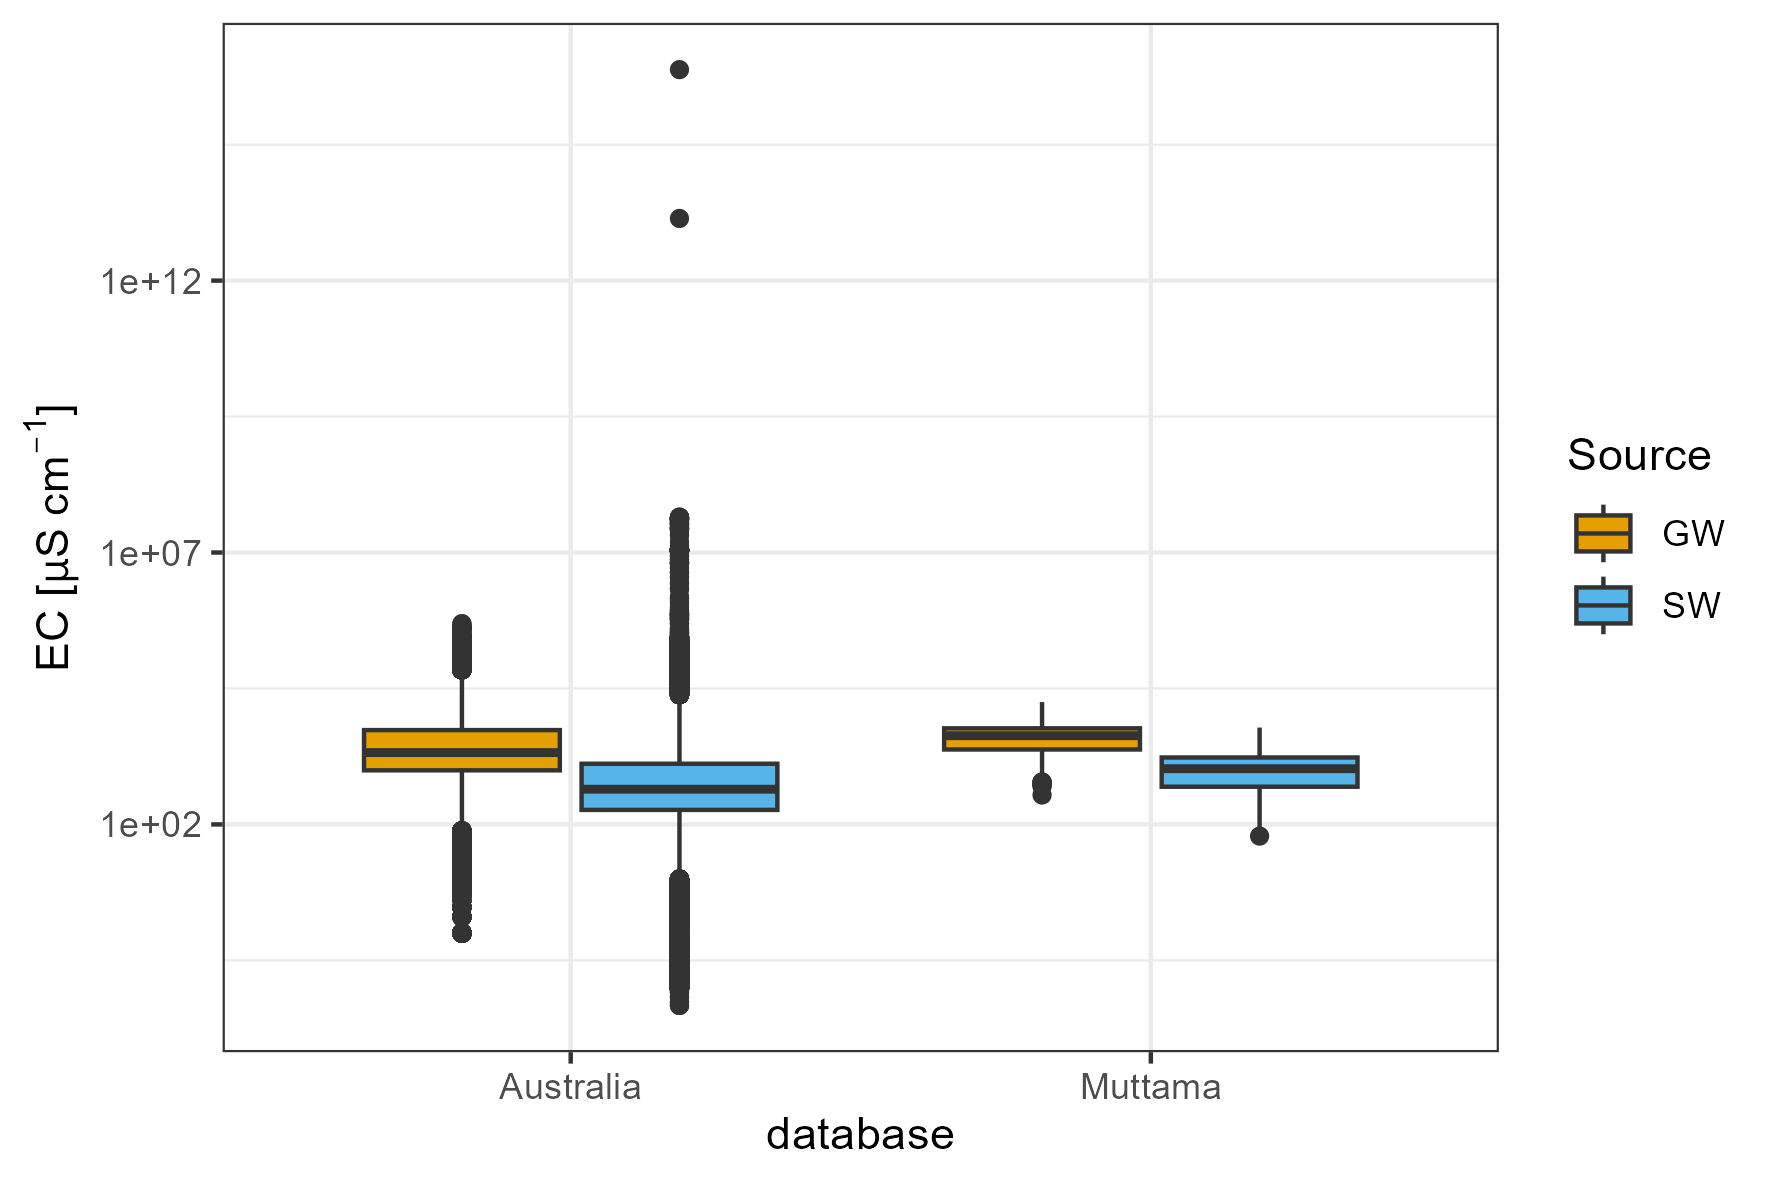 1e+12
1e+07
1e+02
EC [µS cm⁻¹]
Australia
Muttama
database
Source
GW
SW